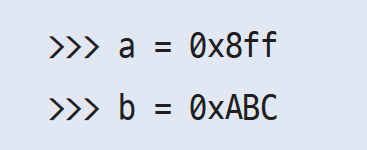 >>> a = 0x8ff
>>> b = 0xABC